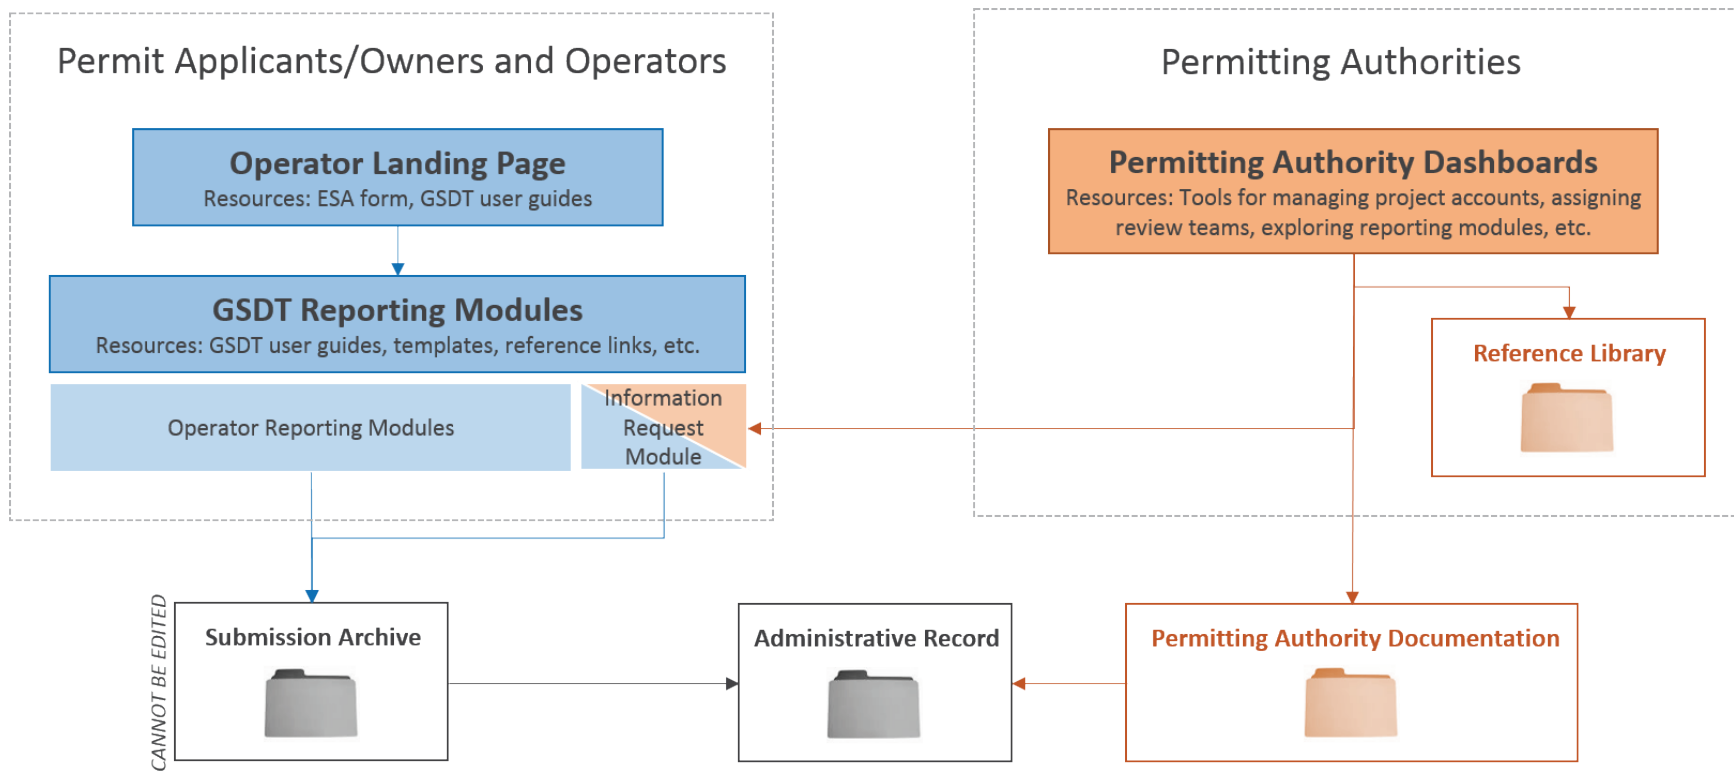 Permit Applicants/Owners and Operators
Operator Landing Page
Resources: ESA form, GSDT user guides
GSDT Reporting Modules
Resources: GSDT user guides, templates, reference links, etc.
Operator Reporting Modules
Information
Request
Module
Permitting Authorities
Permitting Authority Dashboards
Resources: Tools for managing project accounts, assigning
review teams, exploring reporting modules, etc.
Reference Library
CANNOT BE EDITED
Submission Archive
Administrative Record
Permitting Authority Documentation